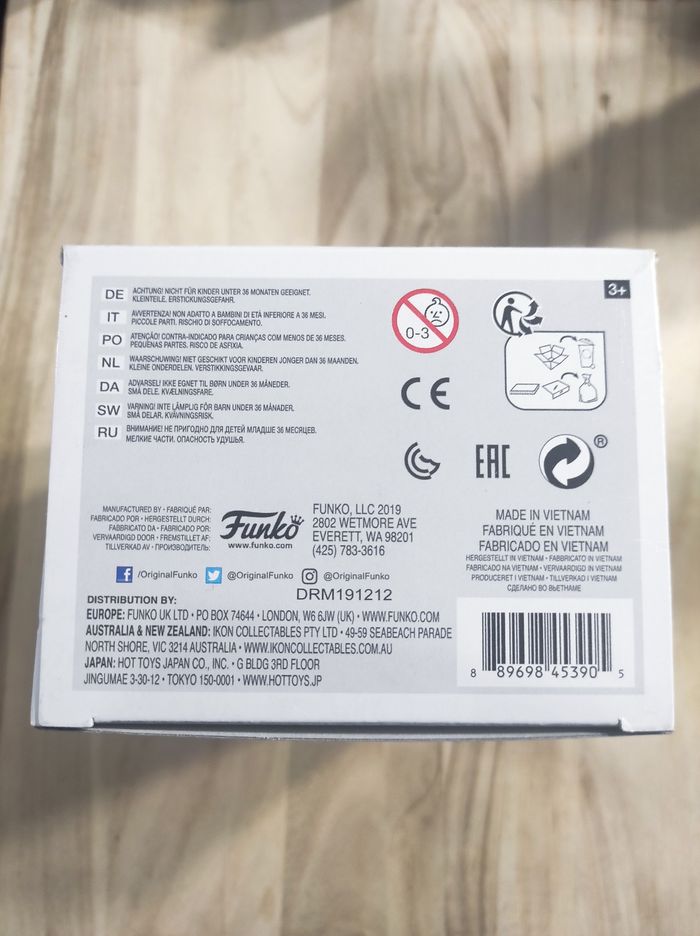 3+
DE ACHTUNG! NICHT FÜR KINDER UNTER 36 MONATEN GEEIGNET.
KLEINTEILE. ERSTICKUNGSGEFAHR.
IT AVVERTENZA! NON ADATTO A BAMBINI DI ETÀ INFERIORE A 36 MESI.
PICCOLE PARTI. RISCHIO DI SOFFOCAMENTO.
PO ATENÇÃO! CONTRA-INDICADO PARA CRIANÇAS COM MENOS DE 36 MESES.
PEQUENAS PARTES. RISCO DE ASFIXIA.
NL WAARSCHUWING! NIET GESCHIKT VOOR KINDEREN JONGER DAN 36 MAANDEN.
KLEINE ONDERDELEN. VERSTIKKINGSGEVAAR.
DA ADVARSEL! IKKE EGNET TIL BØRN UNDER 36 MÅNEDER.
SMÅ DELE. KVÆLNINGSFARE.
SW VARNING! INTE LÄMPLIG FÖR BARN UNDER 36 MÅNADER.
SMÅ DELAR. KVÄVNINGSRISK.
RU ВНИМАНИЕ! НЕ ПРИГОДНО ДЛЯ ДЕТЕЙ МЛАДШЕ 36 МЕСЯЦЕВ.
МЕЛКИЕ ЧАСТИ. ОПАСНОСТЬ УДУШЬЯ.
0-3
CE
EAC
®
MANUFACTURED BY • FABRIQUÉ PAR:
FABRICADO POR • HERGESTELLT DURCH:
FABBRICATO DA • FABRICADO POR:
VERVAARDIGD DOOR • FREMSTILLET AF:
TILLVERKAD AV • ПРОИЗВОДИТЕЛЬ:
Funko
www.funko.com
FUNKO, LLC 2019
2802 WETMORE AVE
EVERETT, WA 98201
(425) 783-3616
MADE IN VIETNAM
FABRIQUÉ EN VIETNAM
FABRICADO EN VIETNAM
HERGESTELLT IN VIETNAM • FABBRICATO IN VIETNAM
FABRICADO NA VIETNAM • VERVAARDIGD IN VIETNAM
PRODUCERET I VIETNAM • TILLVERKAD I VIETNAM
СДЕЛАНО ВО ВЬЕТНАМЕ
/OriginalFunko @OriginalFunko @OriginalFunko
DRM191212
DISTRIBUTION BY:
EUROPE: FUNKO UK LTD • PO BOX 74644 • LONDON, W6 6JW (UK) • WWW.FUNKO.COM
AUSTRALIA & NEW ZEALAND: IKON COLLECTABLES PTY LTD • 49-59 SEABEACH PARADE
NORTH SHORE, VIC 3214 AUSTRALIA • WWW.IKONCOLLECTABLES.COM.AU
JAPAN: HOT TOYS JAPAN CO., INC. • G BLDG 3RD FLOOR
JINGUMAE 3-30-12 • TOKYO 150-0001 • WWW.HOTTOYS.JP
8 89698 45390 5